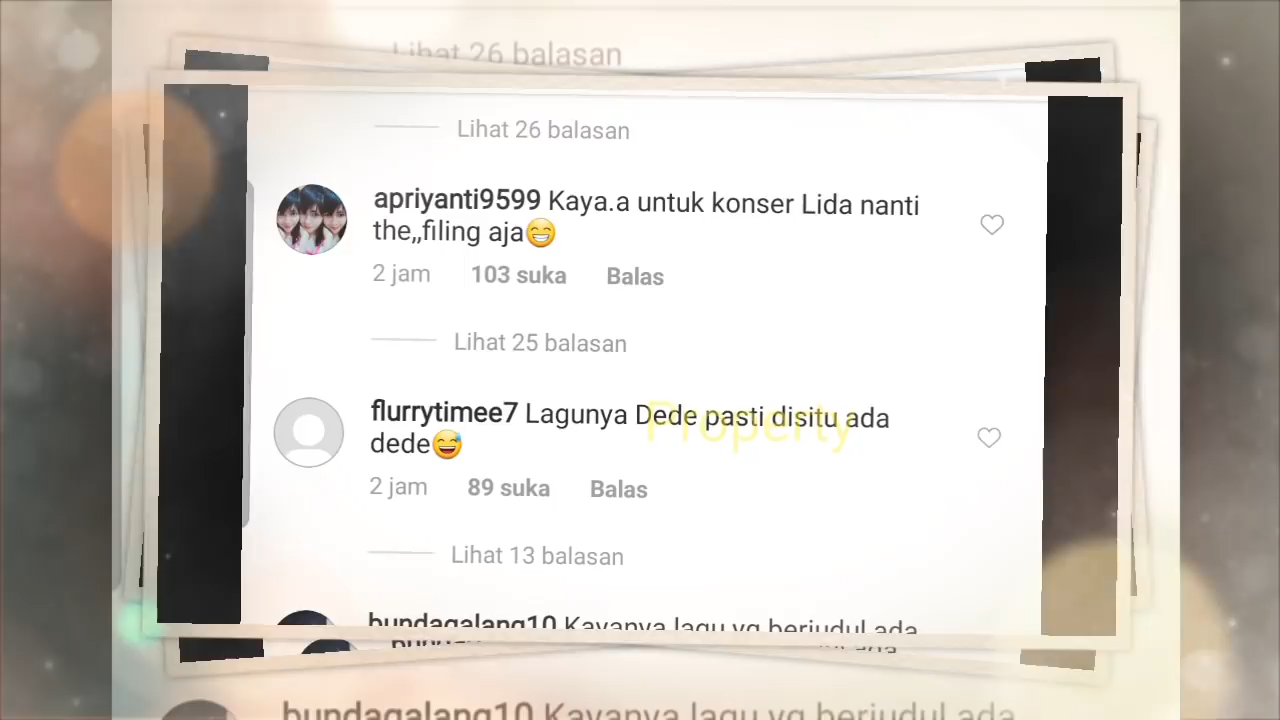 Lihat 26 balasan
Lihat 26 balasan
apriyanti9599 Kaya.a untuk konser Lida nanti
the,,filing aja😁
2 jam 103 suka Balas
Lihat 25 balasan
flurrytimee7 Lagunya Dede pasti disitu ada
dede😅
Property
2 jam 89 suka Balas
Lihat 13 balasan
bundagalang10 Kayanya lagu yg berjudul ada
bundagalang10 Kayanya lagu yg berjudul ada